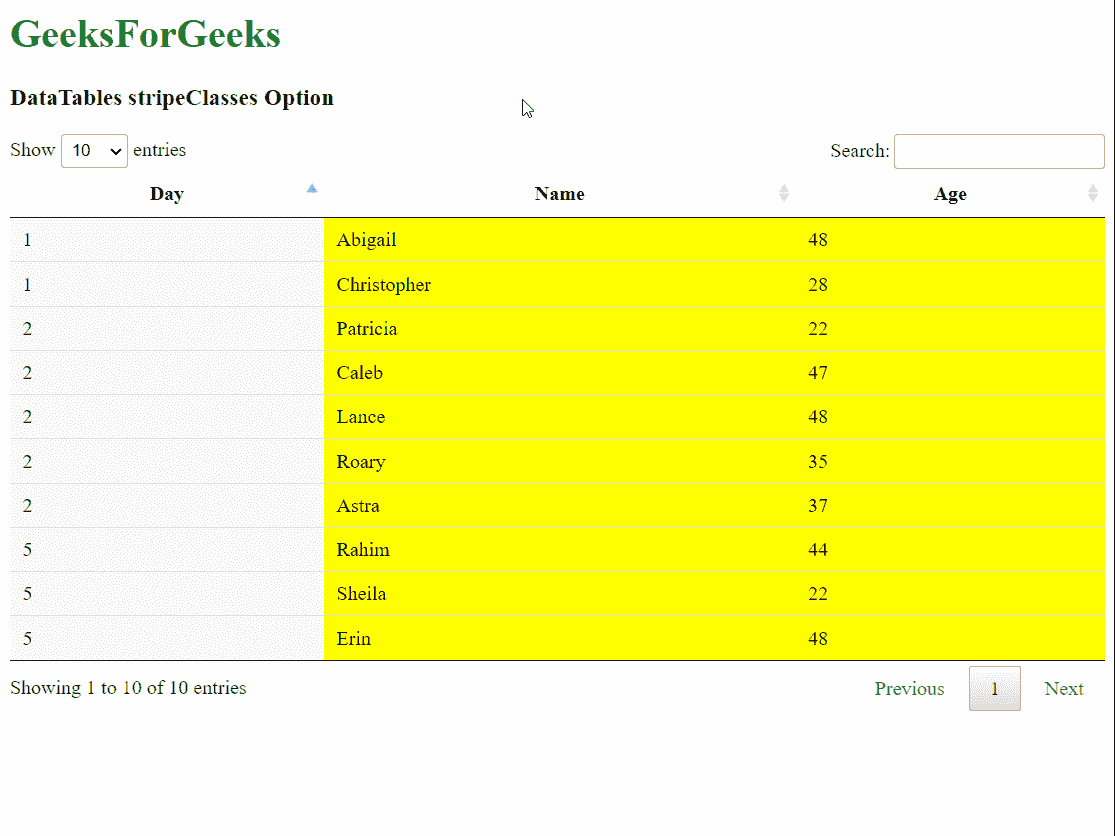 GeeksForGeeks
DataTables stripeClasses Option
Show 10 entries Search:
Day Name Age
1 Abigail 48
1 Christopher 28
2 Patricia 22
2 Caleb 47
2 Lance 48
2 Roary 35
2 Astra 37
5 Rahim 44
5 Sheila 22
5 Erin 48
Showing 1 to 10 of 10 entries Previous 1 Next